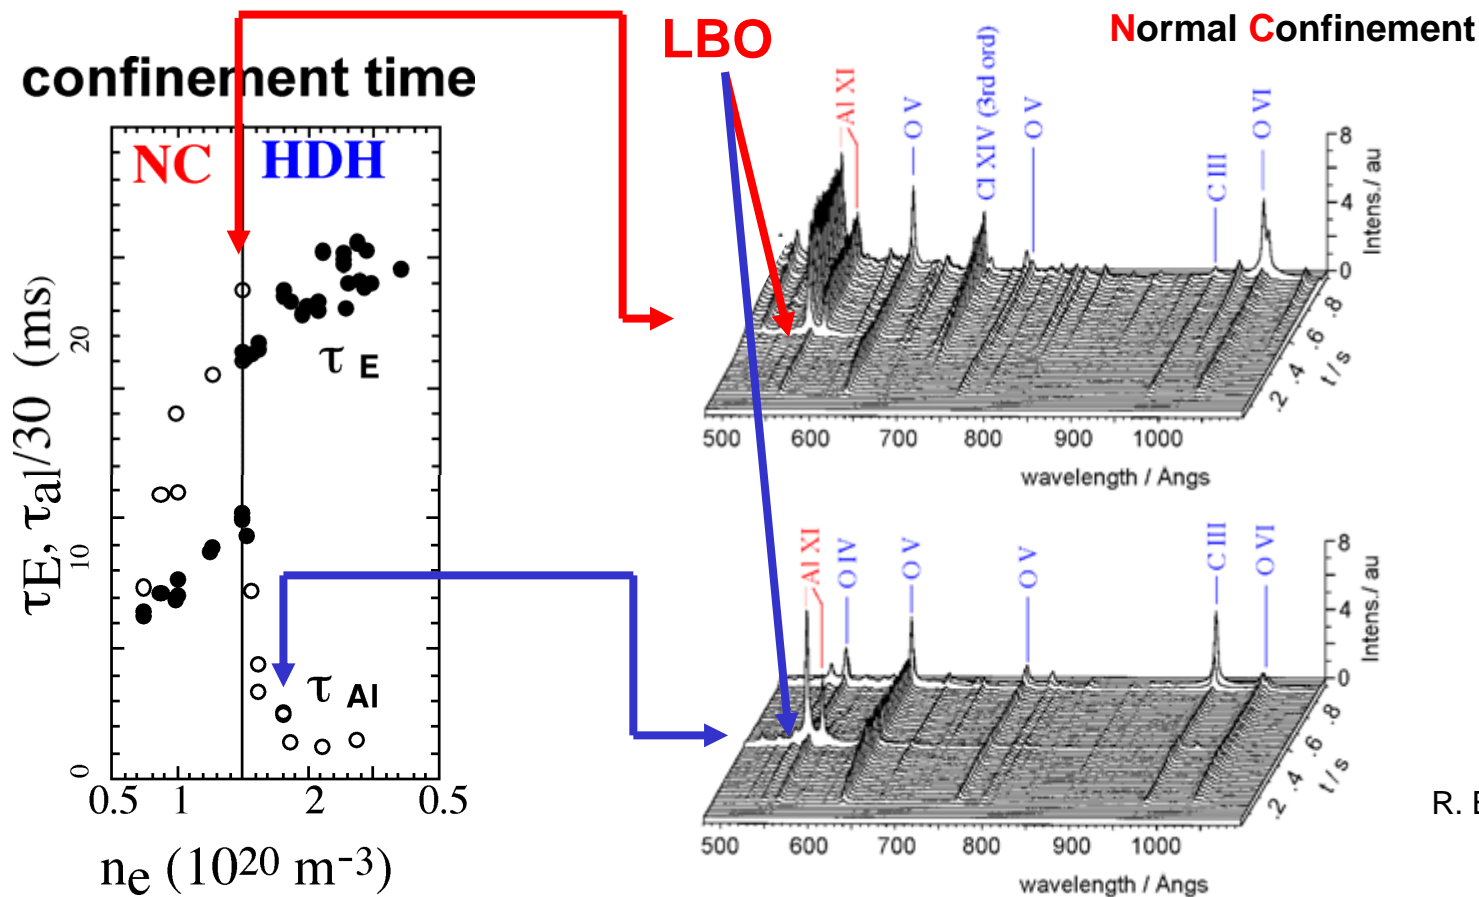 LBO
Normal Confinement
confinement time
NC HDH
τE, τal/30 (ms)
20
10
0
τ E
τ Al
0.5 1 2 0.5
ne (10²⁰ m⁻³)
Al XI
O V
Cl XIV (3rd ord)
O V
C III
O VI
8
4
0
Intens./ au
.2 .4 .6 .8
t / s
500 600 700 800 900 1000
wavelength / Angs
Al XI
O IV
O V
O V
C III
O VI
8
4
0
Intens./ au
.2 .4 .6 .8
t / s
500 600 700 800 900 1000
wavelength / Angs
R.